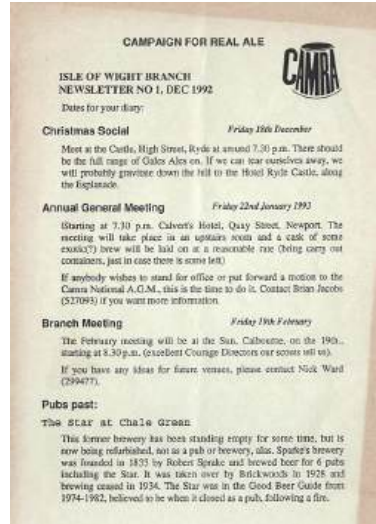 CAMPAIGN FOR REAL ALE
CAMRA
ISLE OF WIGHT BRANCH
NEWSLETTER NO 1, DEC 1992
Dates for your diary:
Christmas Social Friday 18th December
Meet at the Castle, High Street, Ryde at around 7.30 p.m. There should
be the full range of Gales Ales on. If we can tear ourselves away, we
will probably gravitate down the hill to the Hotel Ryde Castle, along
the Esplanade.
Annual General Meeting Friday 22nd January 1993
(Starting at 7.30 p.m. Calvert's Hotel, Quay Street, Newport. The
meeting will take place in an upstairs room and a cask of some
exotic(?) brew will be laid on at a reasonable rate (being carry out
containers, just in case there is some left)
If anybody wishes to stand for office or put forward a motion to the
Camra National A.G.M., this is the time to do it. Contact Brian Jacobs
(527093) if you want more information.
Branch Meeting Friday 19th February
The February meeting will be at the Sun, Calbourne, on the 19th.,
starting at 8.30 p.m. (excellent Courage Directors our scouts tell us).
If you have any ideas for future venues, please contact Nick Ward
(299477).
Pubs past:
The Star at Chale Green
This former brewery has been standing empty for some time, but is
now being refurbished, not as a pub or brewery, alas. Sparke's brewery
was founded in 1835 by Robert Sprake and brewed beer for 6 pubs
including the Star. It was taken over by Brickwoods in 1928 and
brewing ceased in 1934. The Star was in the Good Beer Guide from
1974-1982, believed to be when it closed as a pub, following a fire.